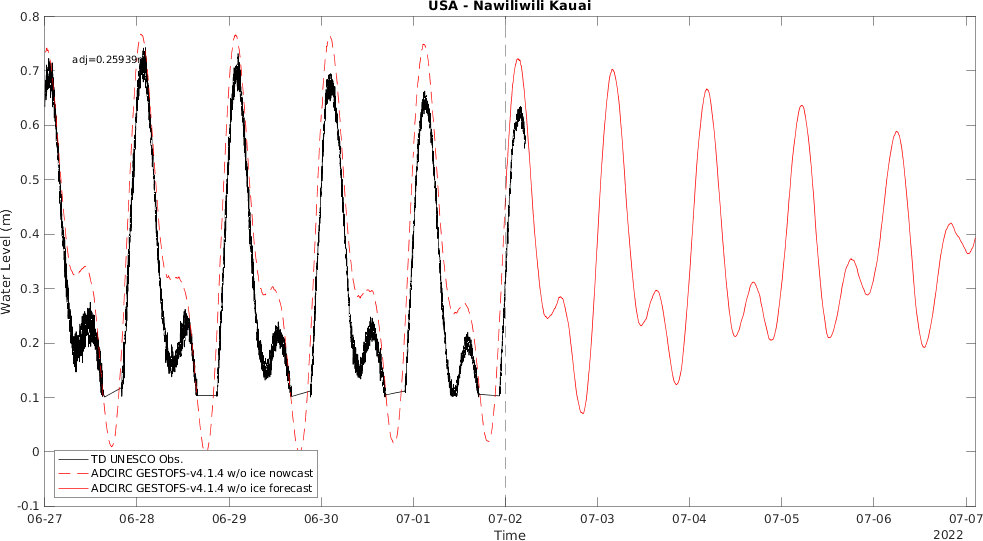 USA - Nawiliwili Kauai
0.8
0.7
0.6
0.5
0.4
0.3
0.2
0.1
0
-0.1
Water Level (m)
adj=0.25939
TD UNESCO Obs.
ADCIRC GESTOFS-v4.1.4 w/o ice nowcast
ADCIRC GESTOFS-v4.1.4 w/o ice forecast
06-27 06-28 06-29 06-30 07-01 07-02 07-03 07-04 07-05 07-06 07-07
Time
2022